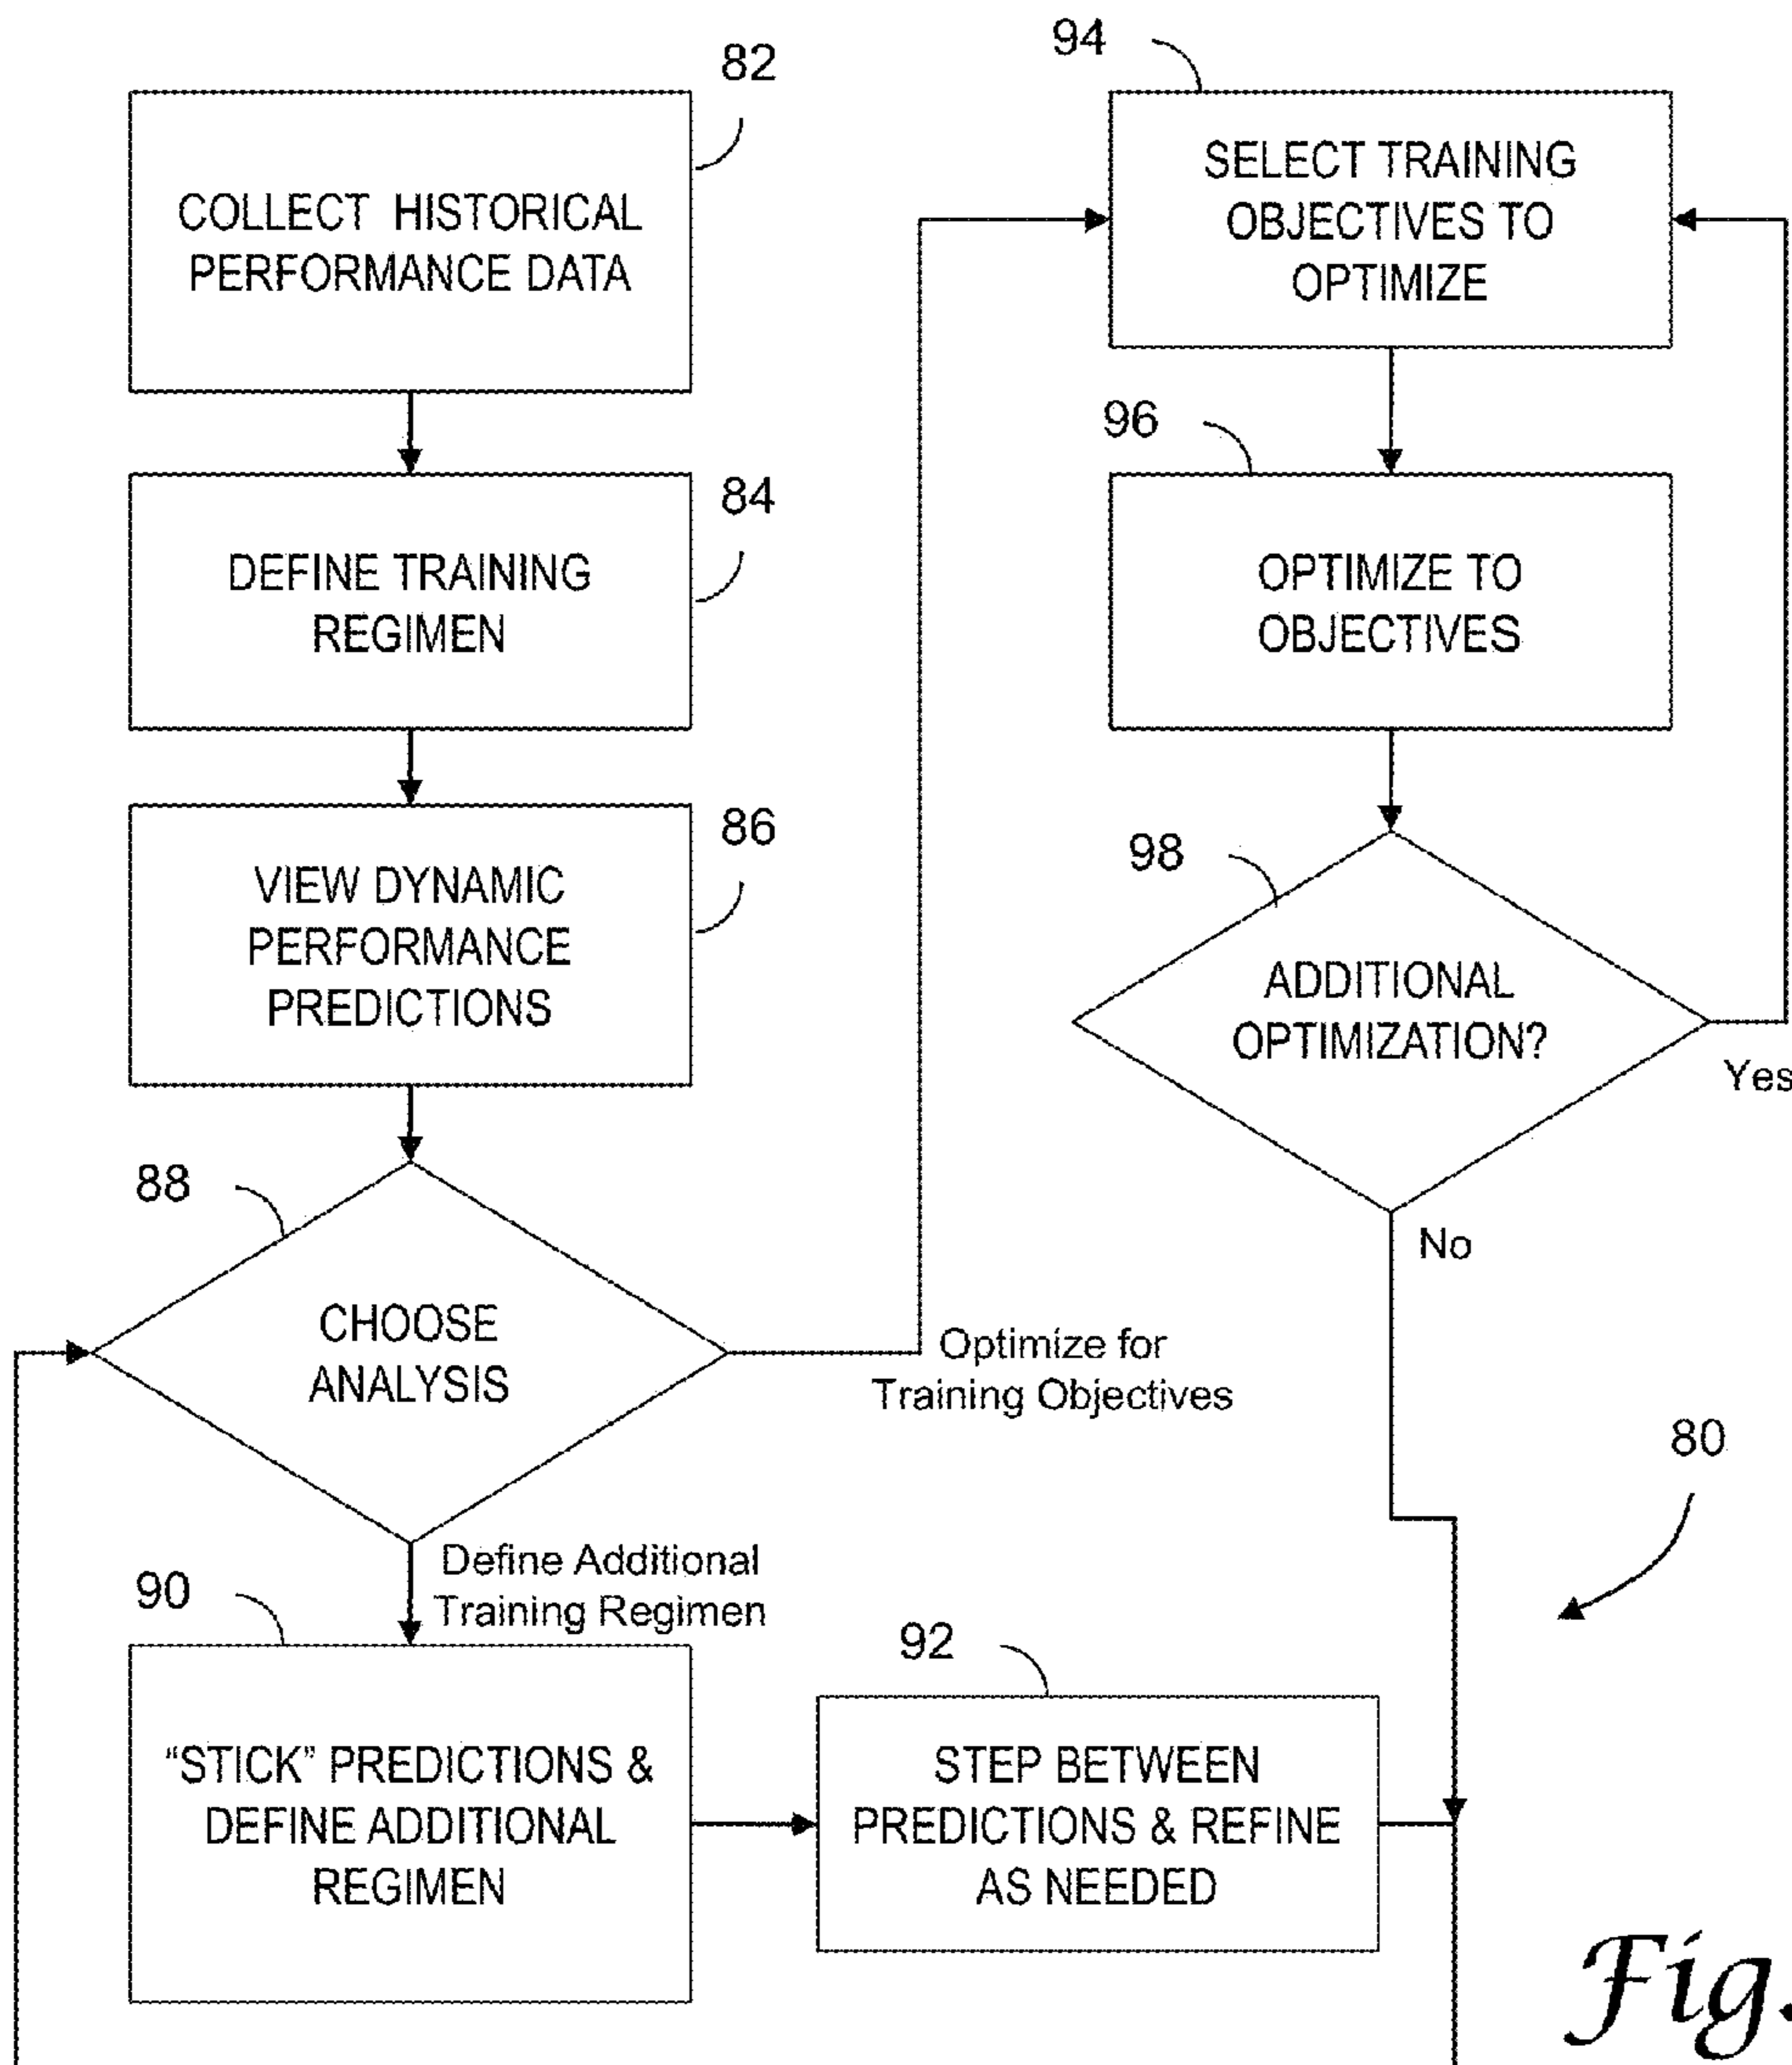 82
COLLECT HISTORICAL
PERFORMANCE DATA
84
DEFINE TRAINING
REGIMEN
86
VIEW DYNAMIC
PERFORMANCE
PREDICTIONS
88
CHOOSE
ANALYSIS
Optimize for
Training Objectives
Define Additional
Training Regimen
90
“STICK” PREDICTIONS &
DEFINE ADDITIONAL
REGIMEN
92
STEP BETWEEN
PREDICTIONS & REFINE
AS NEEDED
94
SELECT TRAINING
OBJECTIVES TO
OPTIMIZE
96
OPTIMIZE TO
OBJECTIVES
98
ADDITIONAL
OPTIMIZATION?
Yes
No
80
Fig.